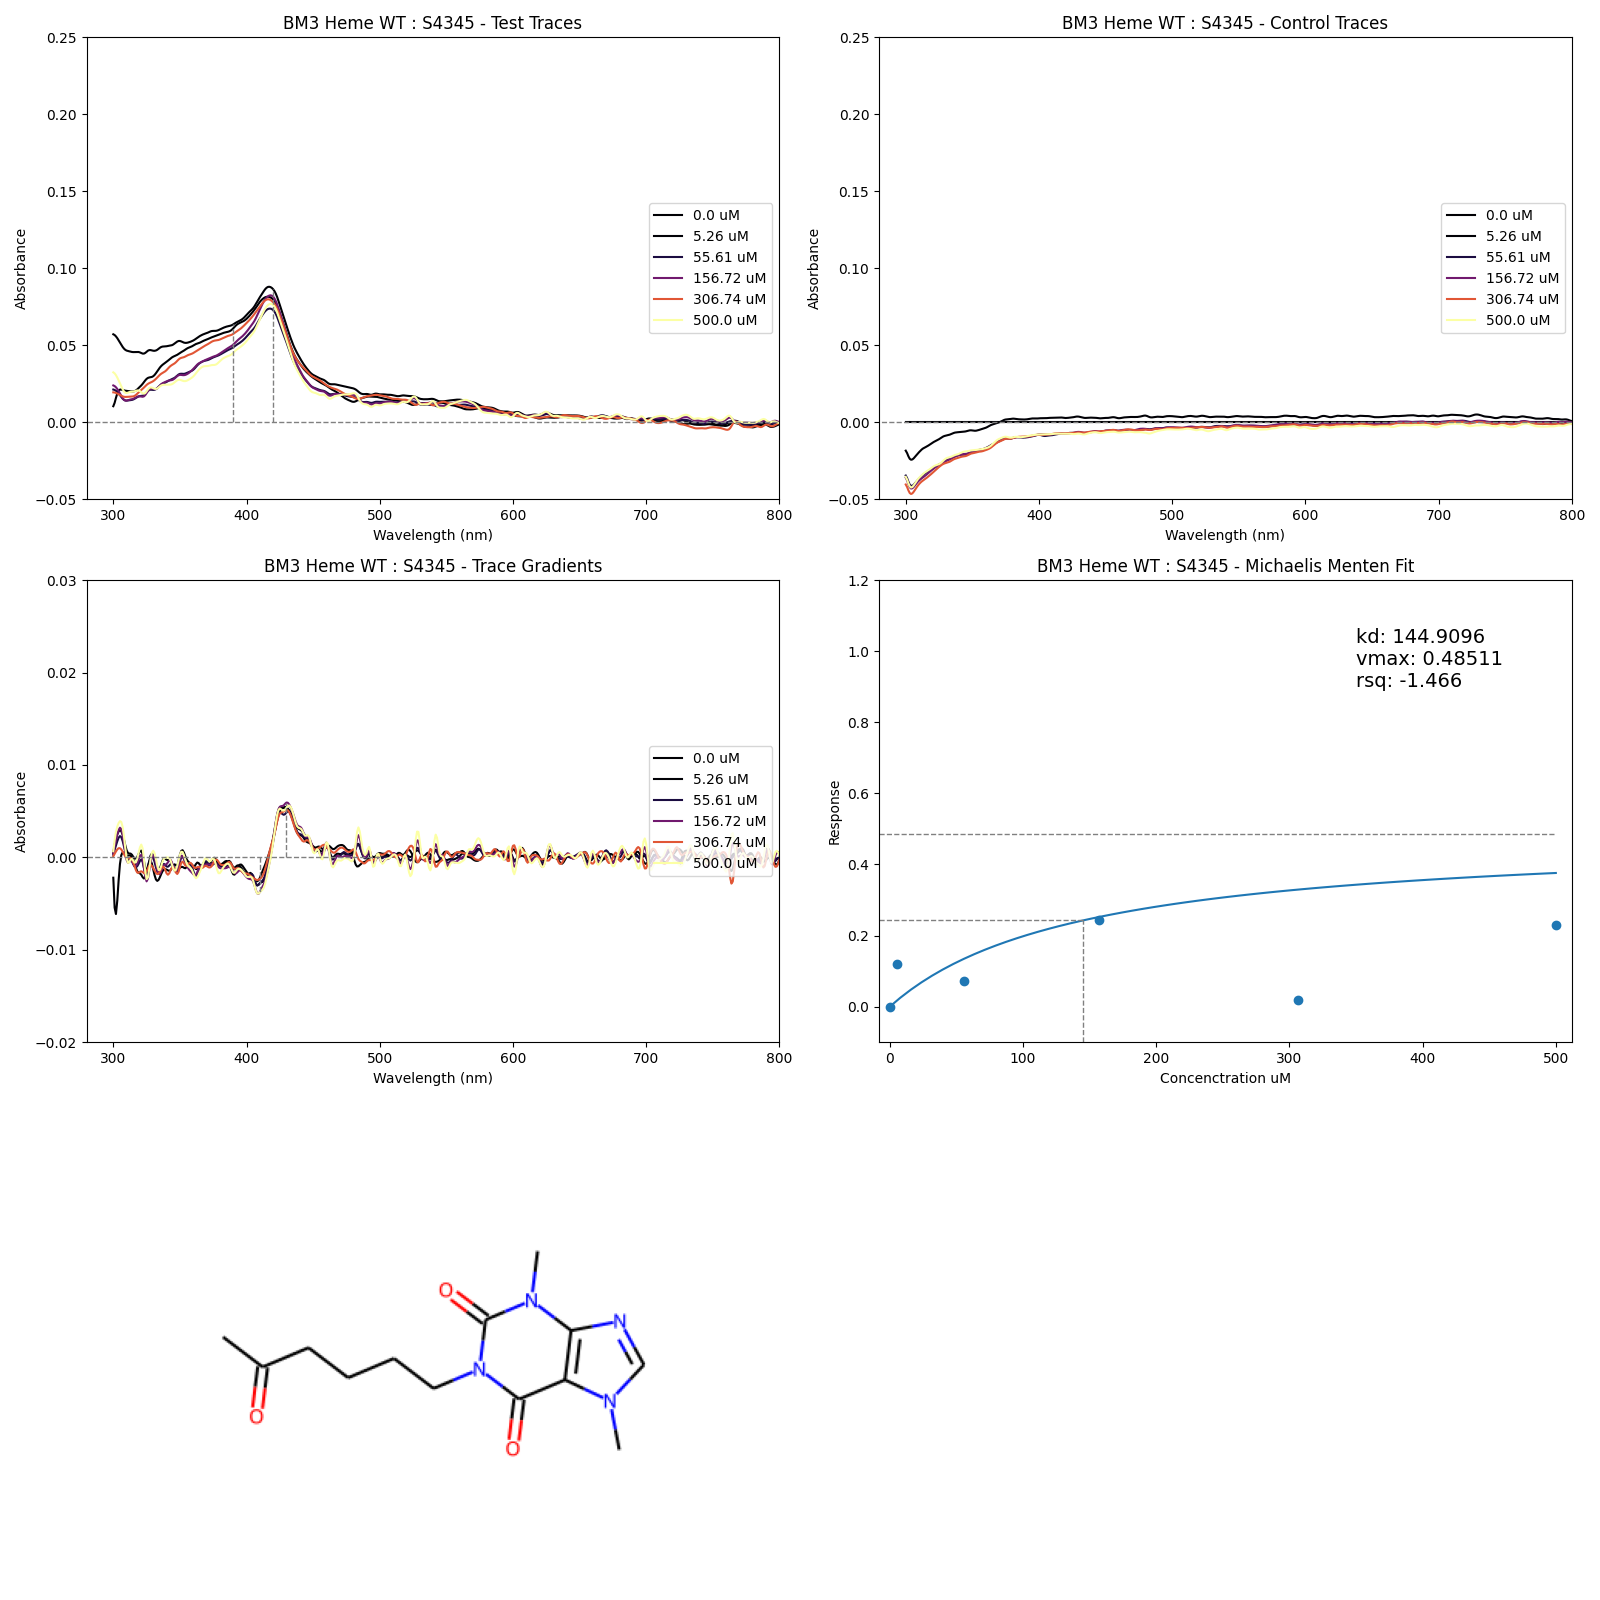 BM3 Heme WT : S4345 - Test Traces
Absorbance
0.25
0.20
0.15
0.10
0.05
0.00
−0.05
300
400
500
600
700
800
Wavelength (nm)
0.0 uM
5.26 uM
55.61 uM
156.72 uM
306.74 uM
500.0 uM
BM3 Heme WT : S4345 - Control Traces
Absorbance
0.25
0.20
0.15
0.10
0.05
0.00
−0.05
300
400
500
600
700
800
Wavelength (nm)
0.0 uM
5.26 uM
55.61 uM
156.72 uM
306.74 uM
500.0 uM
BM3 Heme WT : S4345 - Trace Gradients
Absorbance
0.03
0.02
0.01
0.00
−0.01
−0.02
300
400
500
600
700
800
Wavelength (nm)
0.0 uM
5.26 uM
55.61 uM
156.72 uM
306.74 uM
500.0 uM
BM3 Heme WT : S4345 - Michaelis Menten Fit
Response
1.2
1.0
0.8
0.6
0.4
0.2
0.0
0
100
200
300
400
500
Concenctration uM
kd: 144.9096
vmax: 0.48511
rsq: -1.466
O
N
N
N
O
N
O